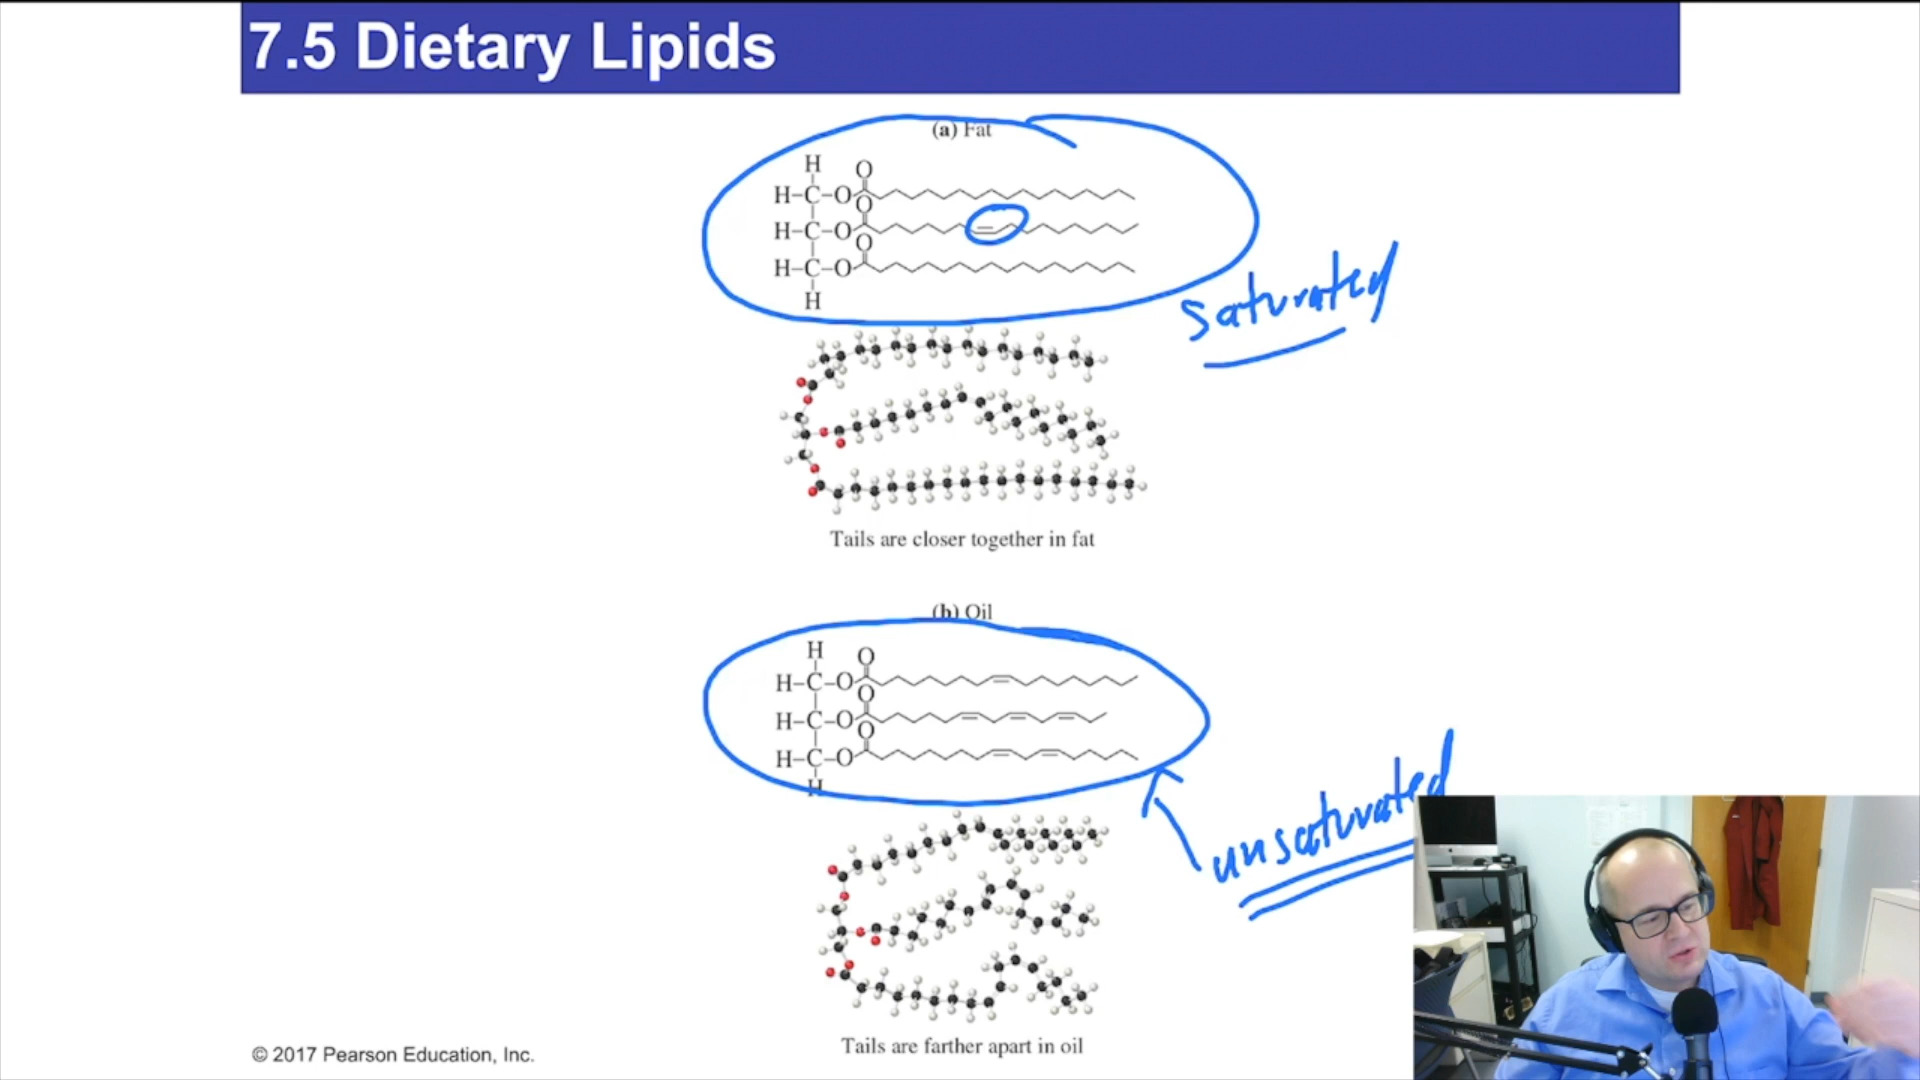 7.5 Dietary Lipids
(a) Fat
H
O
H-C-O
O
H-C-O
O
H-C-O
H
saturated
Tails are closer together in fat
(b) Oil
H
O
H-C-O
O
H-C-O
O
H-C-O
H
unsaturated
Tails are farther apart in oil
© 2017 Pearson Education, Inc.